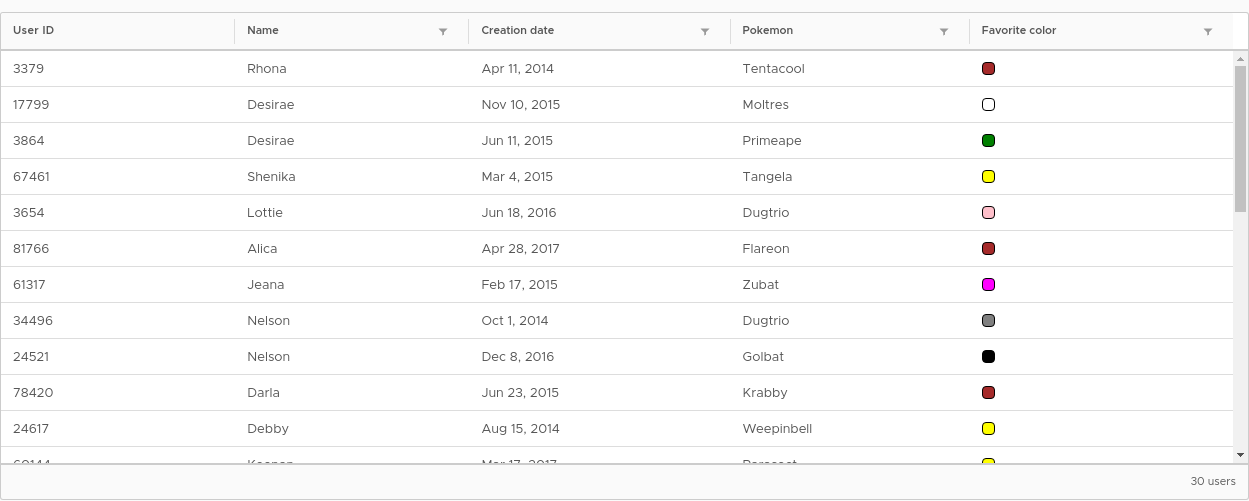 User ID Name Creation date Pokemon Favorite color
3379 Rhona Apr 11, 2014 Tentacool
17799 Desirae Nov 10, 2015 Moltres
3864 Desirae Jun 11, 2015 Primeape
67461 Shenika Mar 4, 2015 Tangela
3654 Lottie Jun 18, 2016 Dugtrio
81766 Alica Apr 28, 2017 Flareon
61317 Jeana Feb 17, 2015 Zubat
34496 Nelson Oct 1, 2014 Dugtrio
24521 Nelson Dec 8, 2016 Golbat
78420 Darla Jun 23, 2015 Krabby
24617 Debby Aug 15, 2014 Weepinbell
30 users